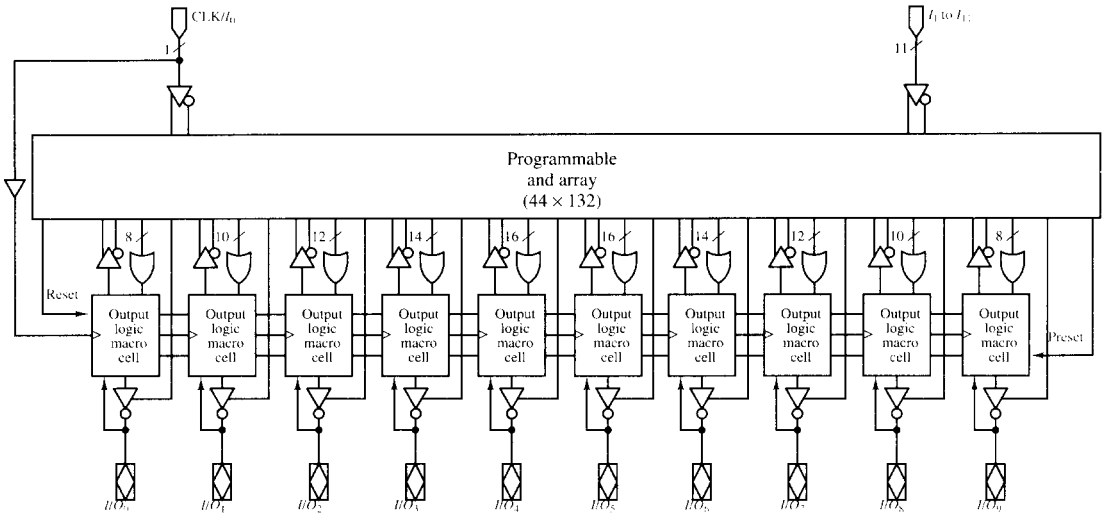 CLK/I₀
1
I₁ to I₁₁
11
Programmable
and array
(44 × 132)
8
10
12
14
16
16
14
12
10
8
Reset
Output
logic
macro
cell
Output
logic
macro
cell
Output
logic
macro
cell
Output
logic
macro
cell
Output
logic
macro
cell
Output
logic
macro
cell
Output
logic
macro
cell
Output
logic
macro
cell
Output
logic
macro
cell
Output
logic
macro
cell
Preset
I/O₀
I/O₁
I/O₂
I/O₃
I/O₄
I/O₅
I/O₆
I/O₇
I/O₈
I/O₉